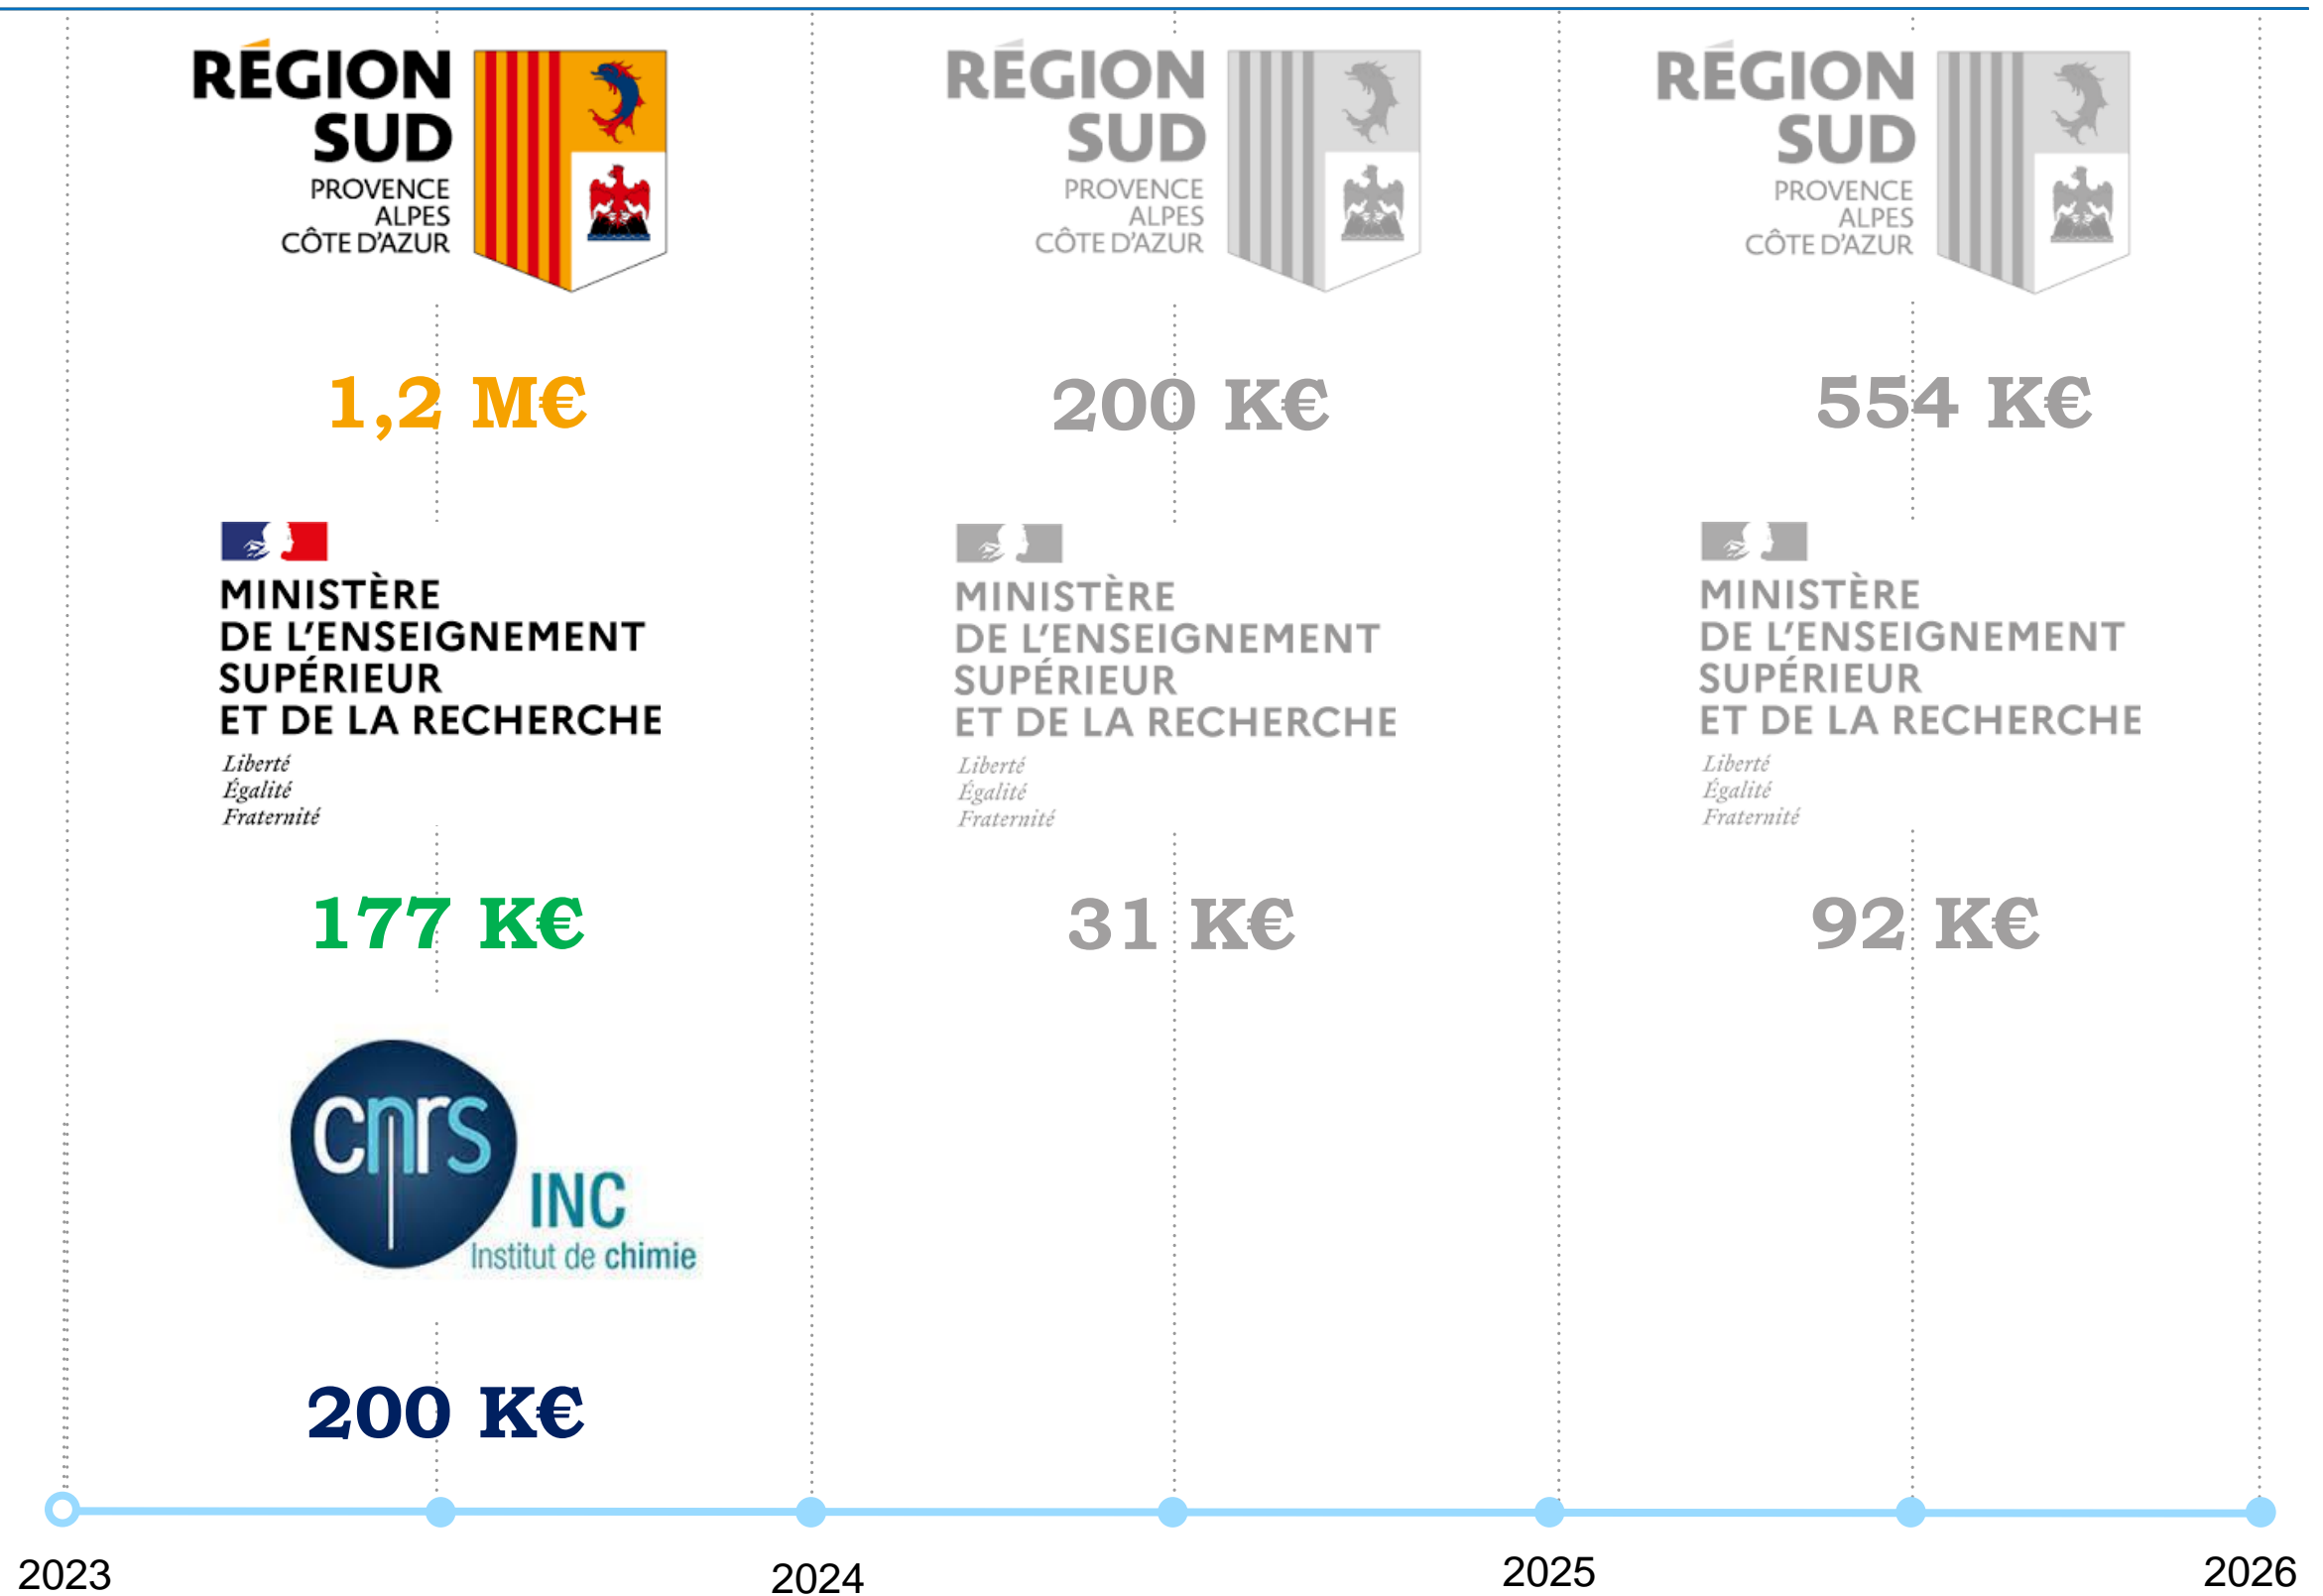 RÉGION
SUD
PROVENCE
ALPES
CÔTE D'AZUR
RÉGION
SUD
PROVENCE
ALPES
CÔTE D'AZUR
RÉGION
SUD
PROVENCE
ALPES
CÔTE D'AZUR
1,2 M€
200 K€
554 K€
MINISTÈRE
DE L'ENSEIGNEMENT
SUPÉRIEUR
ET DE LA RECHERCHE
Liberté
Égalité
Fraternité
MINISTÈRE
DE L'ENSEIGNEMENT
SUPÉRIEUR
ET DE LA RECHERCHE
Liberté
Égalité
Fraternité
MINISTÈRE
DE L'ENSEIGNEMENT
SUPÉRIEUR
ET DE LA RECHERCHE
Liberté
Égalité
Fraternité
177 K€
31 K€
92 K€
cnrs
INC
Institut de chimie
200 K€
2023
2024
2025
2026